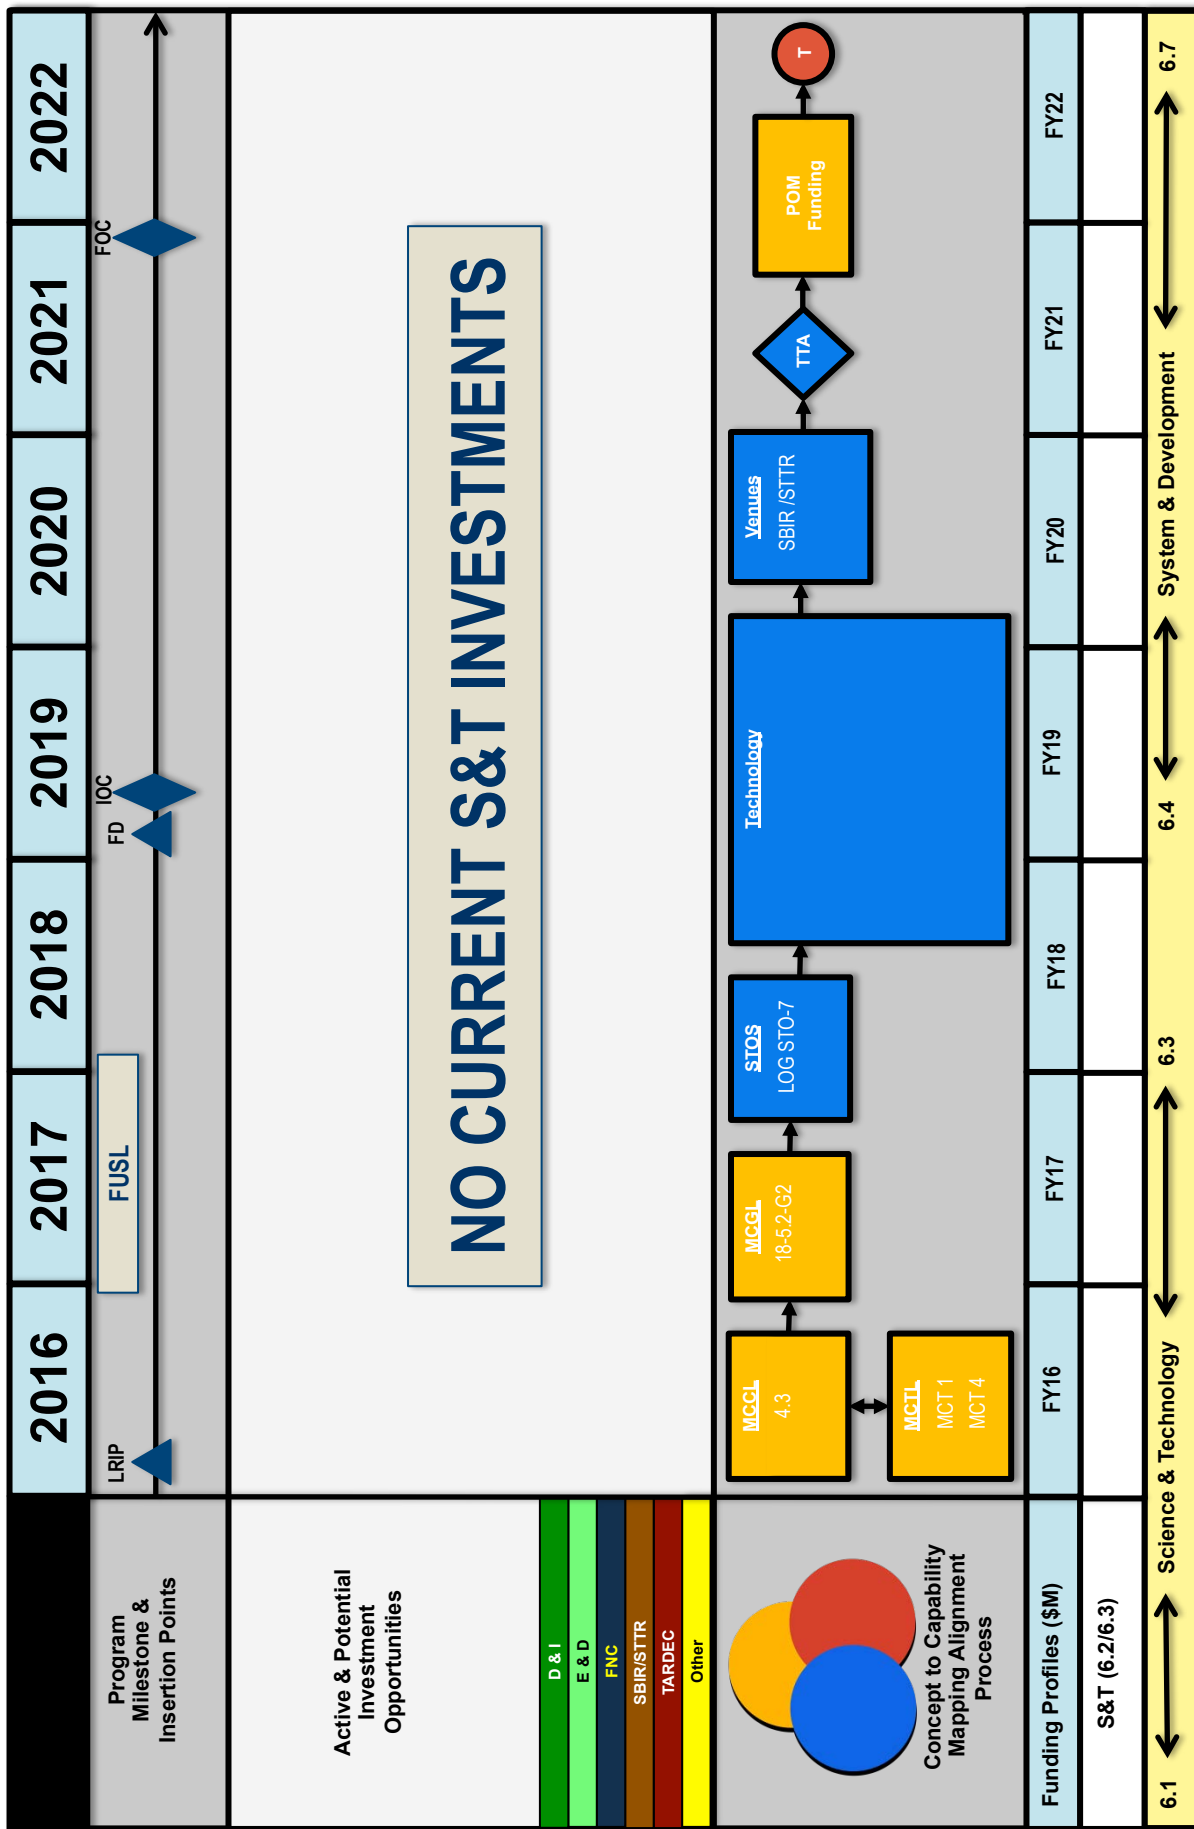 2016
2017
2018
2019
2020
2021
2022
Program
Milestone &
Insertion Points
LRIP
FUSL
FD
IOC
FOC
Active & Potential
Investment
Opportunities
NO CURRENT S&T INVESTMENTS
D & I
E & D
FNC
SBIR/STTR
TARDEC
Other
Concept to Capability
Mapping Alignment
Process
MCCL
4.3
MCTL
MCT 1
MCT 4
MCGL
18-5.2-G2
STOS
LOG STO-7
Technology
Venues
SBIR /STTR
TTA
POM
Funding
T
Funding Profiles ($M)
FY16
FY17
FY18
FY19
FY20
FY21
FY22
S&T (6.2/6.3)
6.1
Science & Technology
6.3
6.4
System & Development
6.7